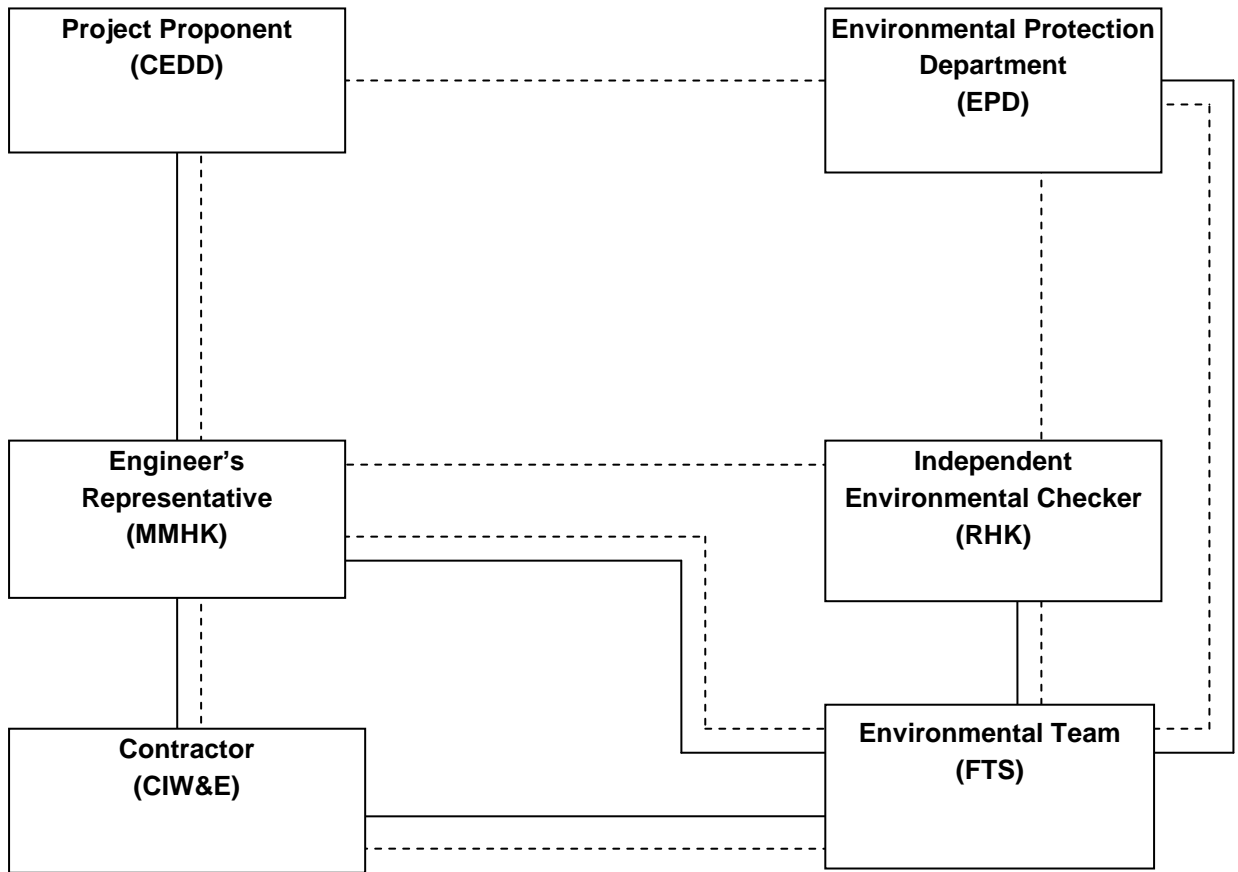 Project Proponent
(CEDD)
Environmental Protection
Department
(EPD)
Engineer’s
Representative
(MMHK)
Independent
Environmental Checker
(RHK)
Contractor
(CIW&E)
Environmental Team
(FTS)